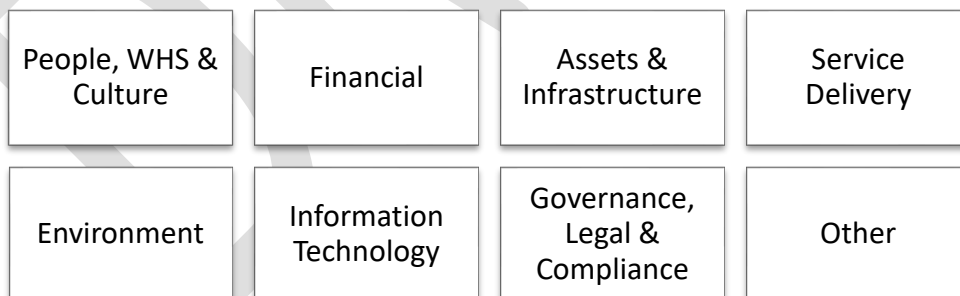 People, WHS &
Culture
Financial
Assets &
Infrastructure
Service
Delivery
Environment
Information
Technology
Governance,
Legal &
Compliance
Other